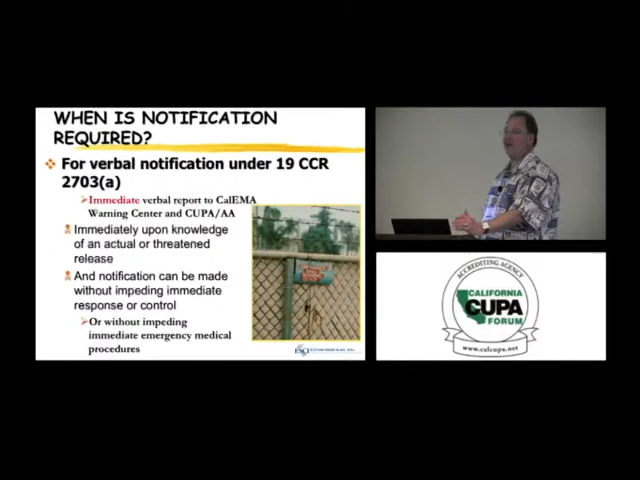 WHEN IS NOTIFICATION
REQUIRED?
For verbal notification under 19 CCR
2703(a)
Immediate verbal report to CalEMA
Warning Center and CUPA/AA
Immediately upon knowledge
of an actual or threatened
release
And notification can be made
without impeding immediate
response or control
Or without impeding
immediate emergency medical
procedures
ACCREDITING AGENCY
CALIFORNIA
CUPA
FORUM
www.calcupa.net